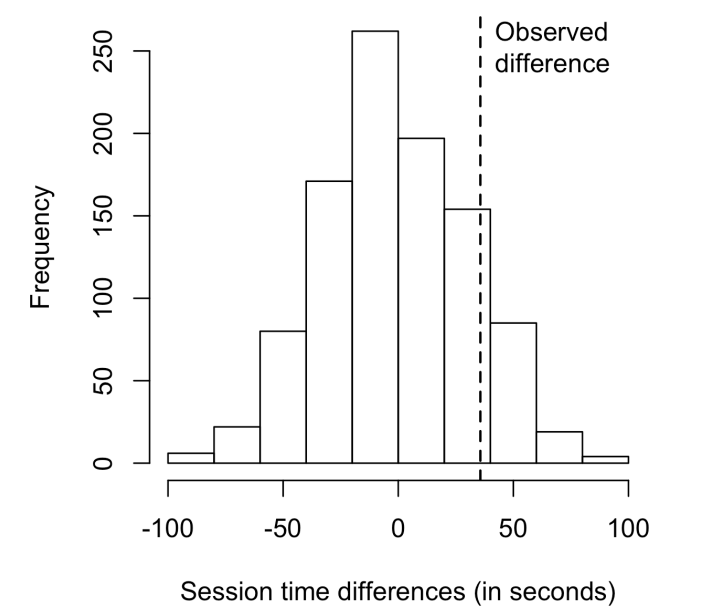 Observed
difference
250
200
150
100
50
0
Frequency
-100 -50 0 50 100
Session time differences (in seconds)